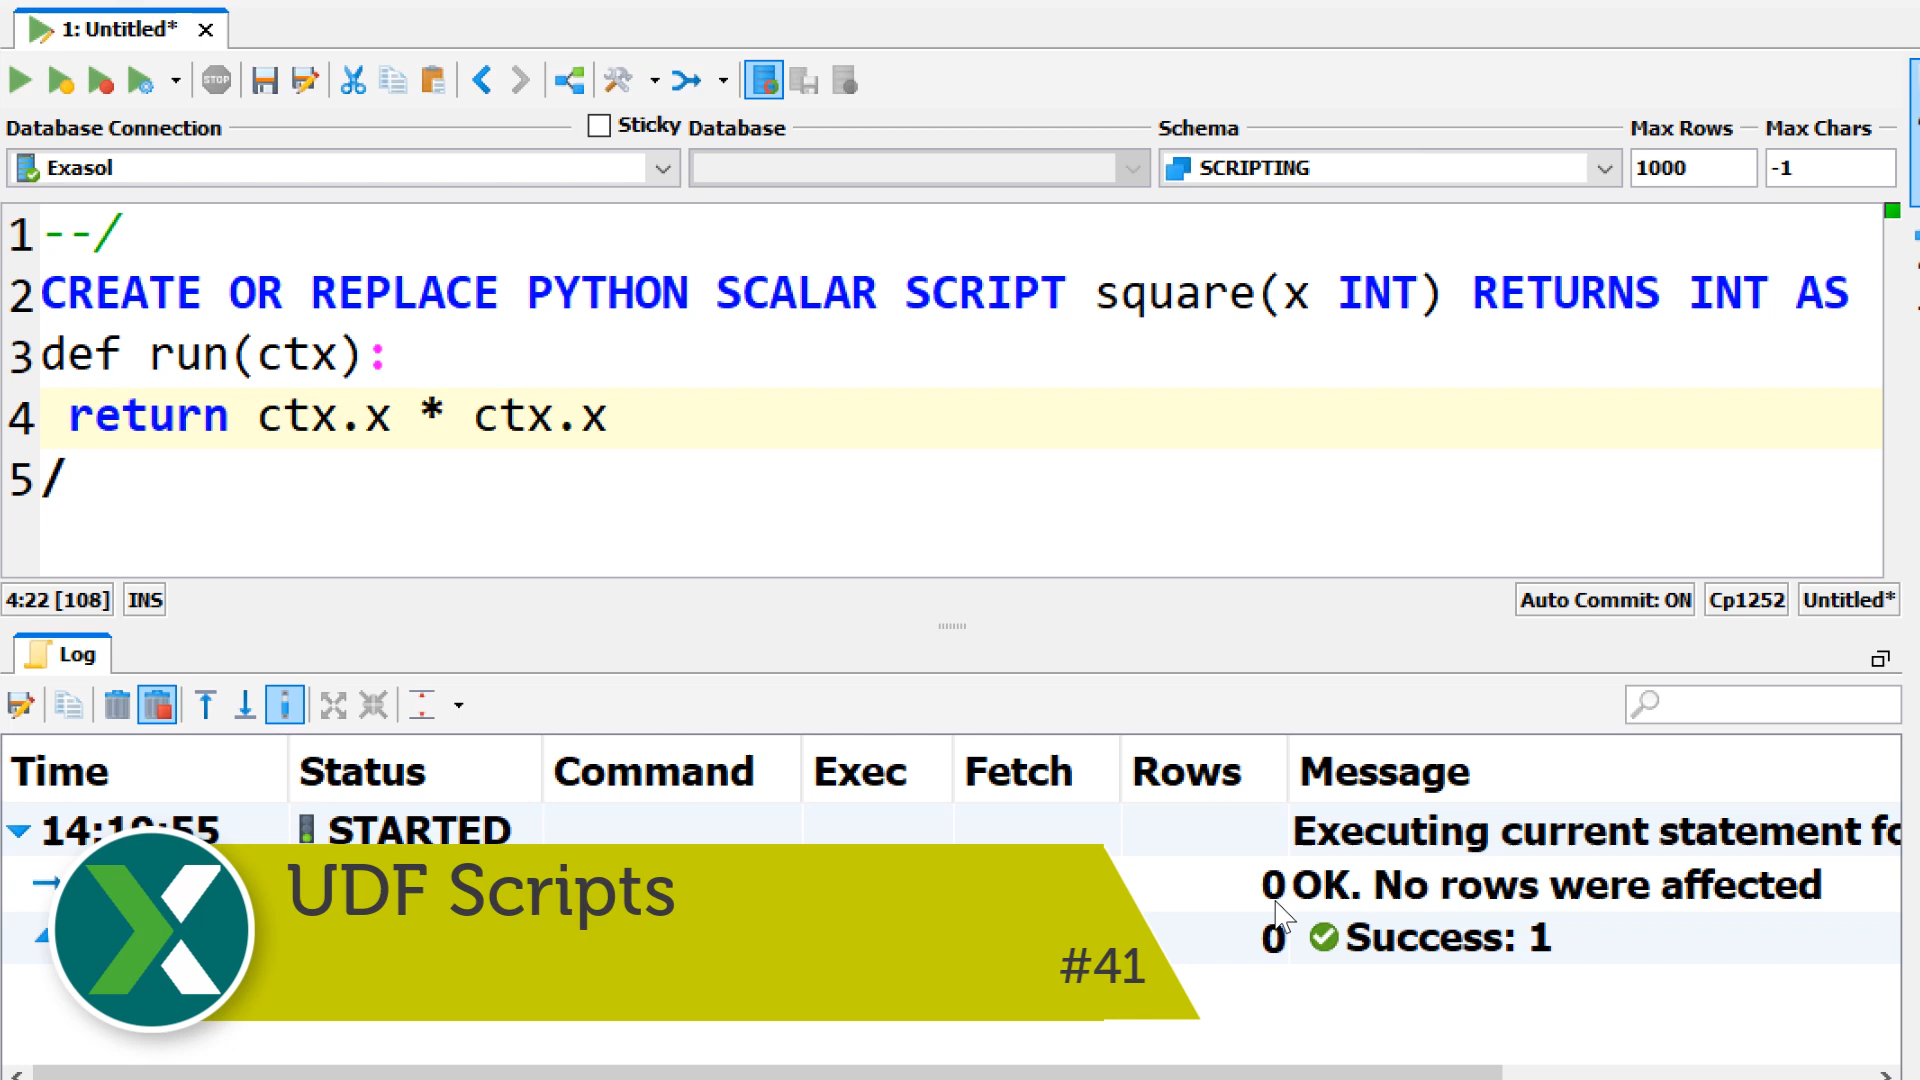 1: Untitled*
STOP
Database Connection
Sticky
Database
Schema
Max Rows
Max Chars
Exasol
SCRIPTING
1000
-1
1 --/
2 CREATE OR REPLACE PYTHON SCALAR SCRIPT square(x INT) RETURNS INT AS
3 def run(ctx):
4 return ctx.x * ctx.x
5 /
4:22 [108]
INS
Auto Commit: ON
Cp1252
Untitled*
Log
Time Status Command Exec Fetch Rows Message
STARTED Executing current statement fo
0 OK. No rows were affected
0 Success: 1
UDF Scripts
#41